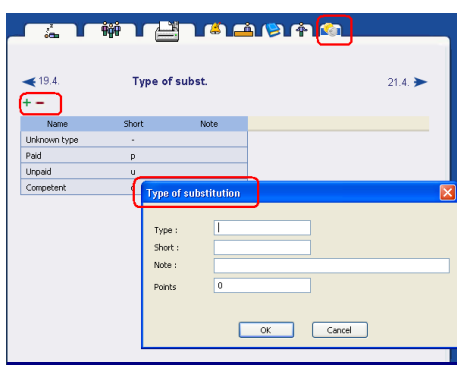 19.4. Type of subst. 21.4.
+ -
Name Short Note
Unknown type -
Paid p
Unpaid u
Competent
Type of substitution
Type :
Short :
Note :
Points 0
OK Cancel